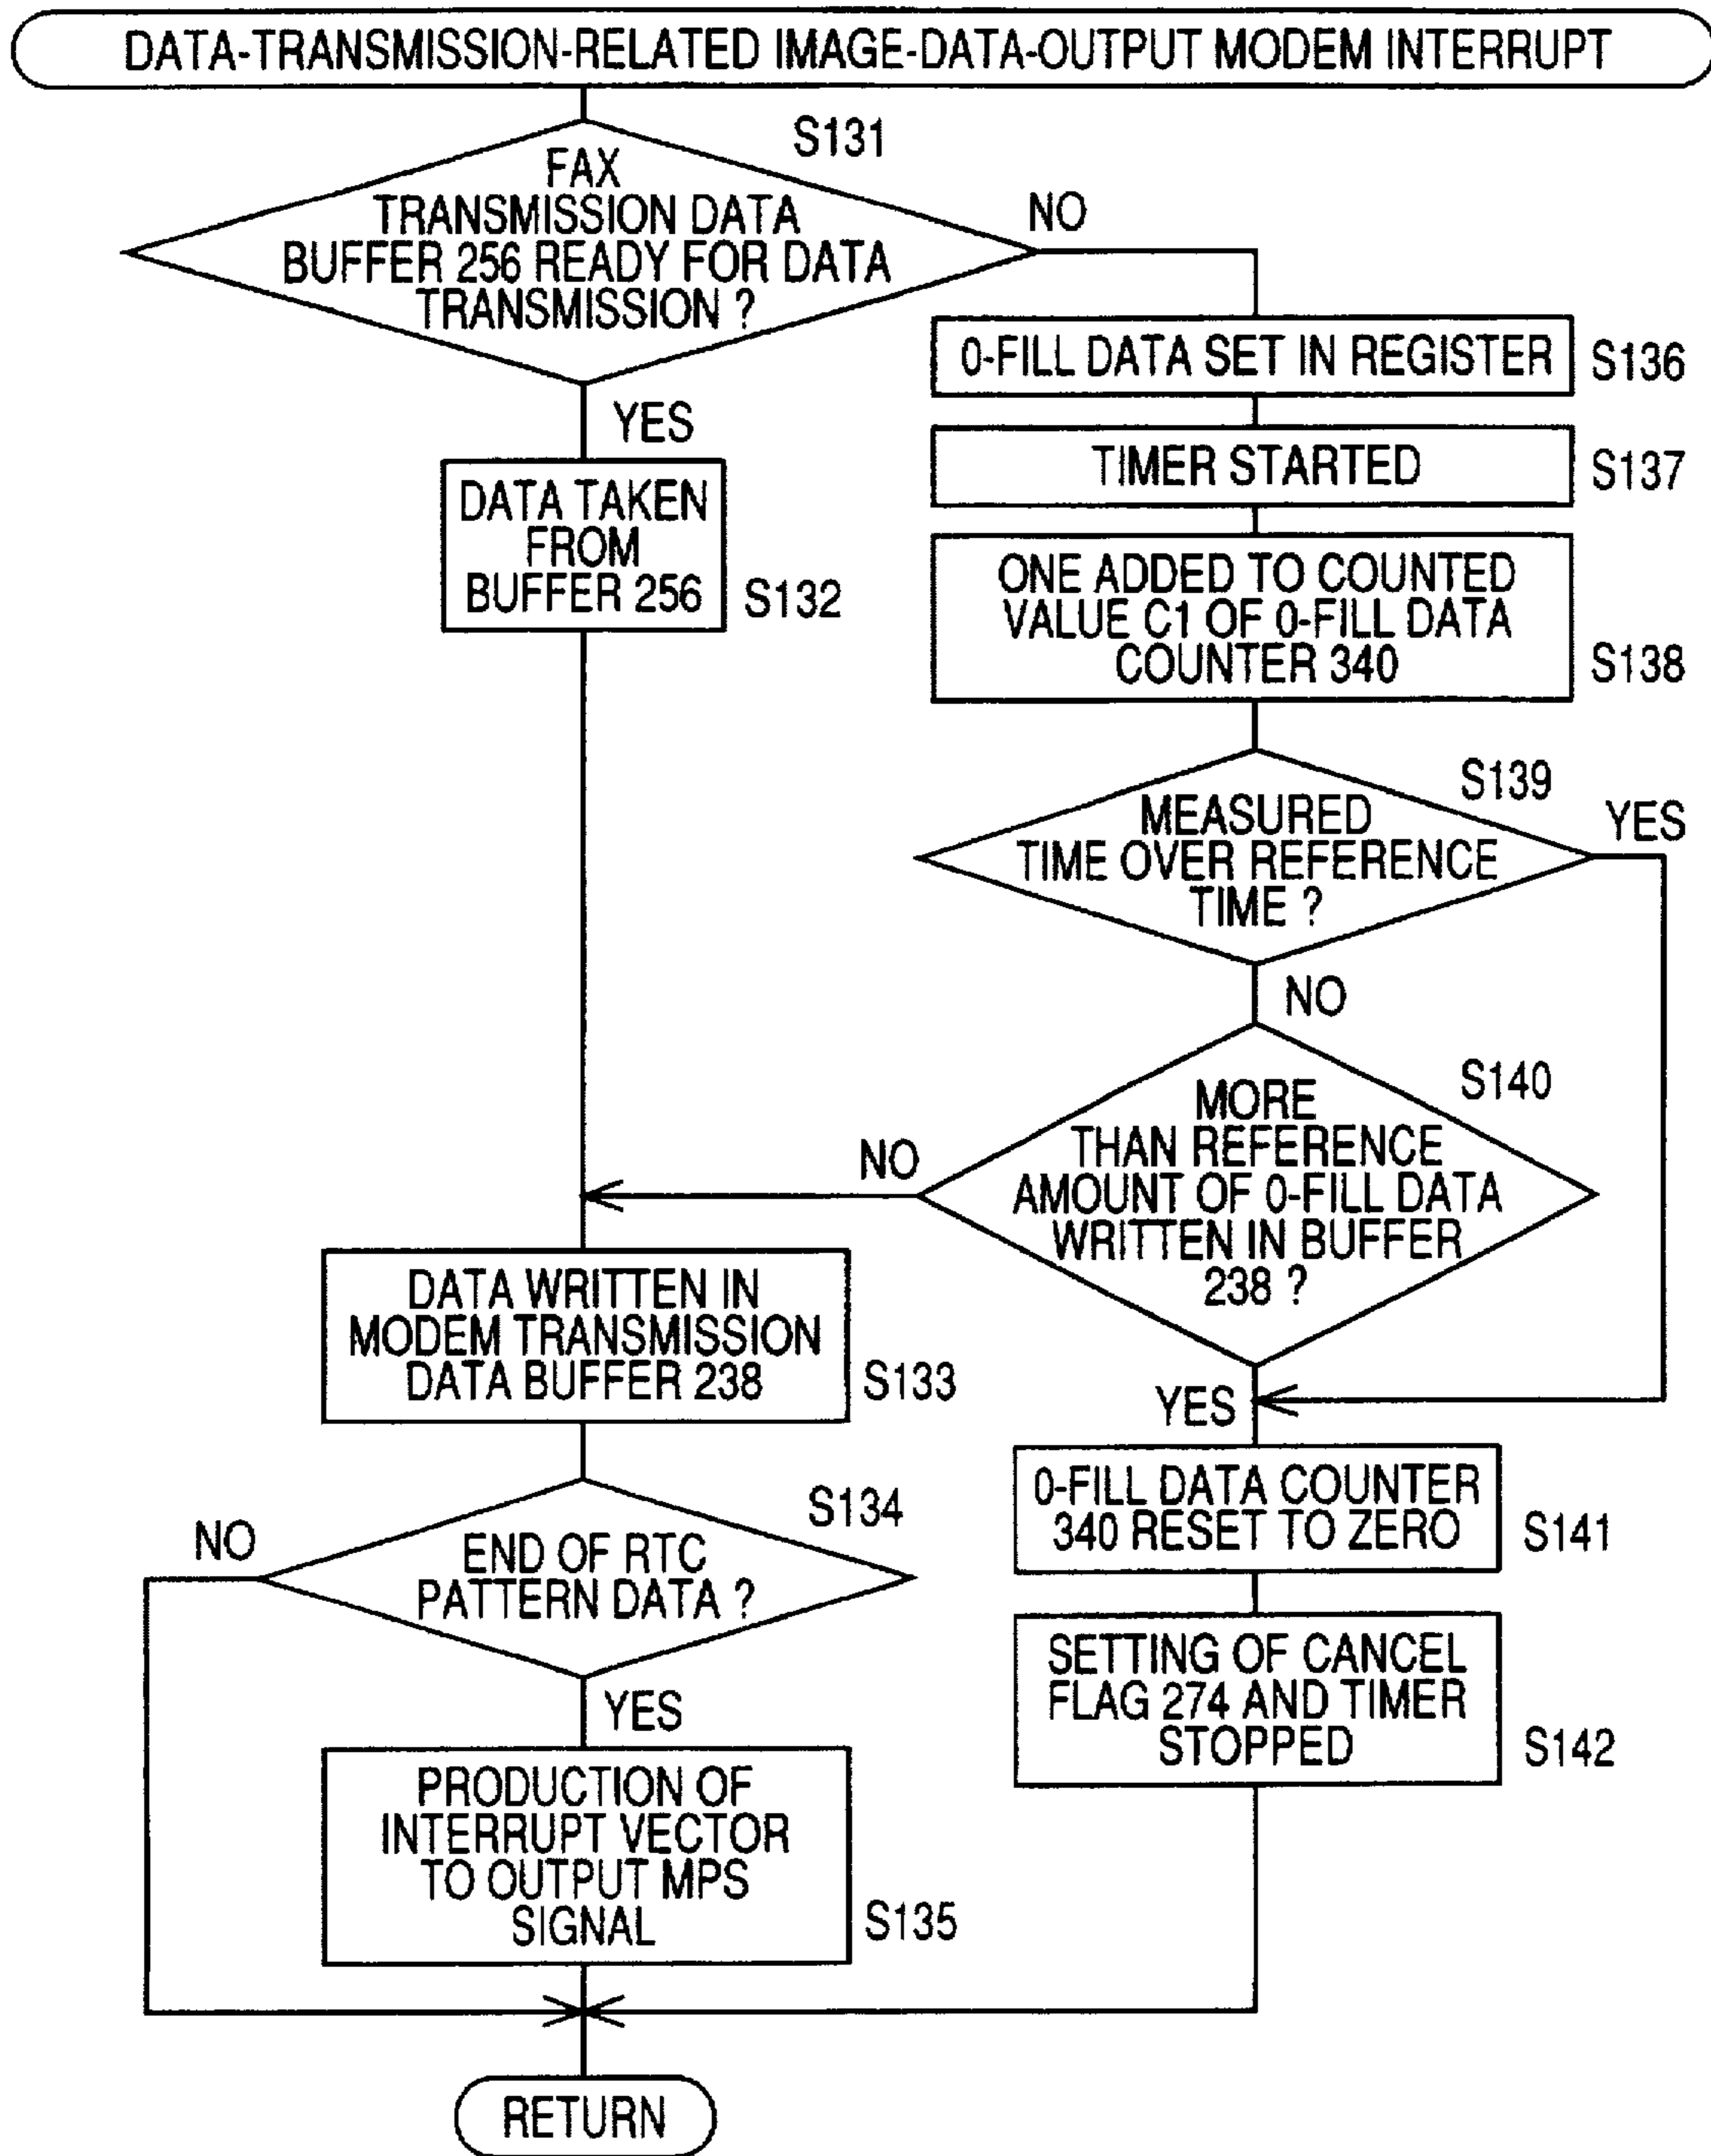 DATA-TRANSMISSION-RELATED IMAGE-DATA-OUTPUT MODEM INTERRUPT
S131
FAX
TRANSMISSION DATA
BUFFER 256 READY FOR DATA
TRANSMISSION ?
NO
YES
DATA TAKEN
FROM
BUFFER 256
S132
0-FILL DATA SET IN REGISTER
S136
TIMER STARTED
S137
ONE ADDED TO COUNTED
VALUE C1 OF 0-FILL DATA
COUNTER 340
S138
S139
MEASURED
TIME OVER REFERENCE
TIME ?
YES
NO
S140
MORE
THAN REFERENCE
AMOUNT OF 0-FILL DATA
WRITTEN IN BUFFER
238 ?
NO
YES
DATA WRITTEN IN
MODEM TRANSMISSION
DATA BUFFER 238
S133
S134
END OF RTC
PATTERN DATA ?
NO
YES
PRODUCTION OF
INTERRUPT VECTOR
TO OUTPUT MPS
SIGNAL
S135
0-FILL DATA COUNTER
340 RESET TO ZERO
S141
SETTING OF CANCEL
FLAG 274 AND TIMER
STOPPED
S142
RETURN